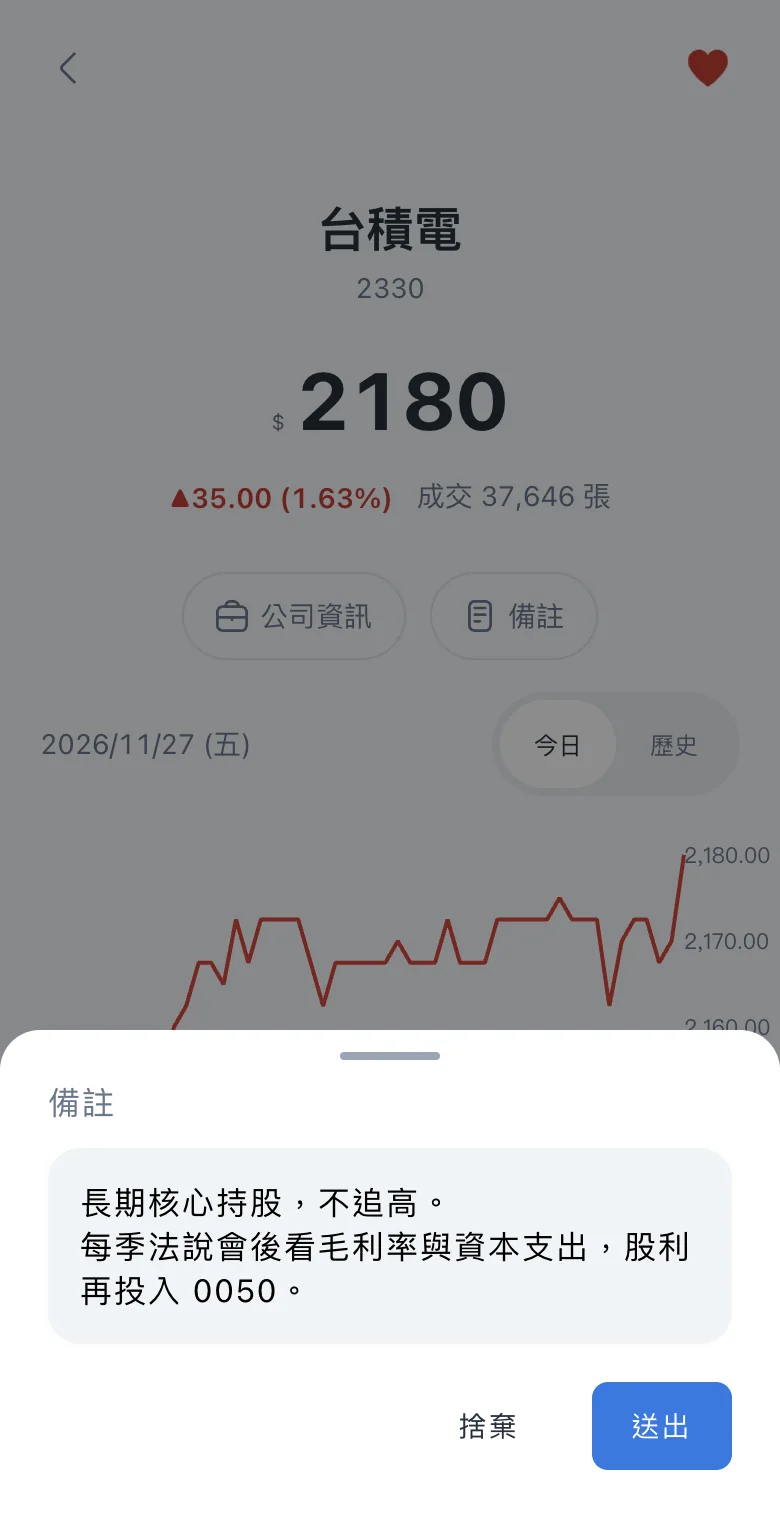 台積電
2330
$ 2180
▲35.00 (1.63%) 成交 37,646 張
公司資訊 備註
2026/11/27 (五) 今日 歷史
2,180.00
2,170.00
2,160.00
備註
長期核心持股，不追高。
每季法說會後看毛利率與資本支出，股利
再投入 0050。
捨棄 送出